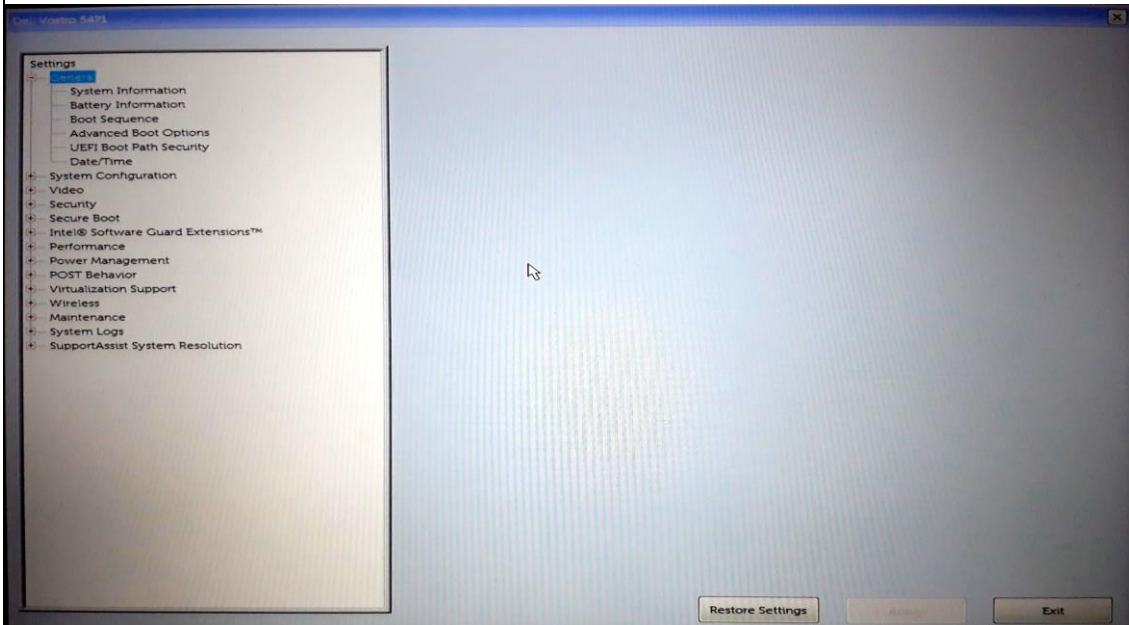 Dell Vostro 5471
Settings
General
System Information
Battery Information
Boot Sequence
Advanced Boot Options
UEFI Boot Path Security
Date/Time
System Configuration
Video
Security
Secure Boot
Intel® Software Guard Extensions™
Performance
Power Management
POST Behavior
Virtualization Support
Wireless
Maintenance
System Logs
SupportAssist System Resolution
Restore Settings
Exit